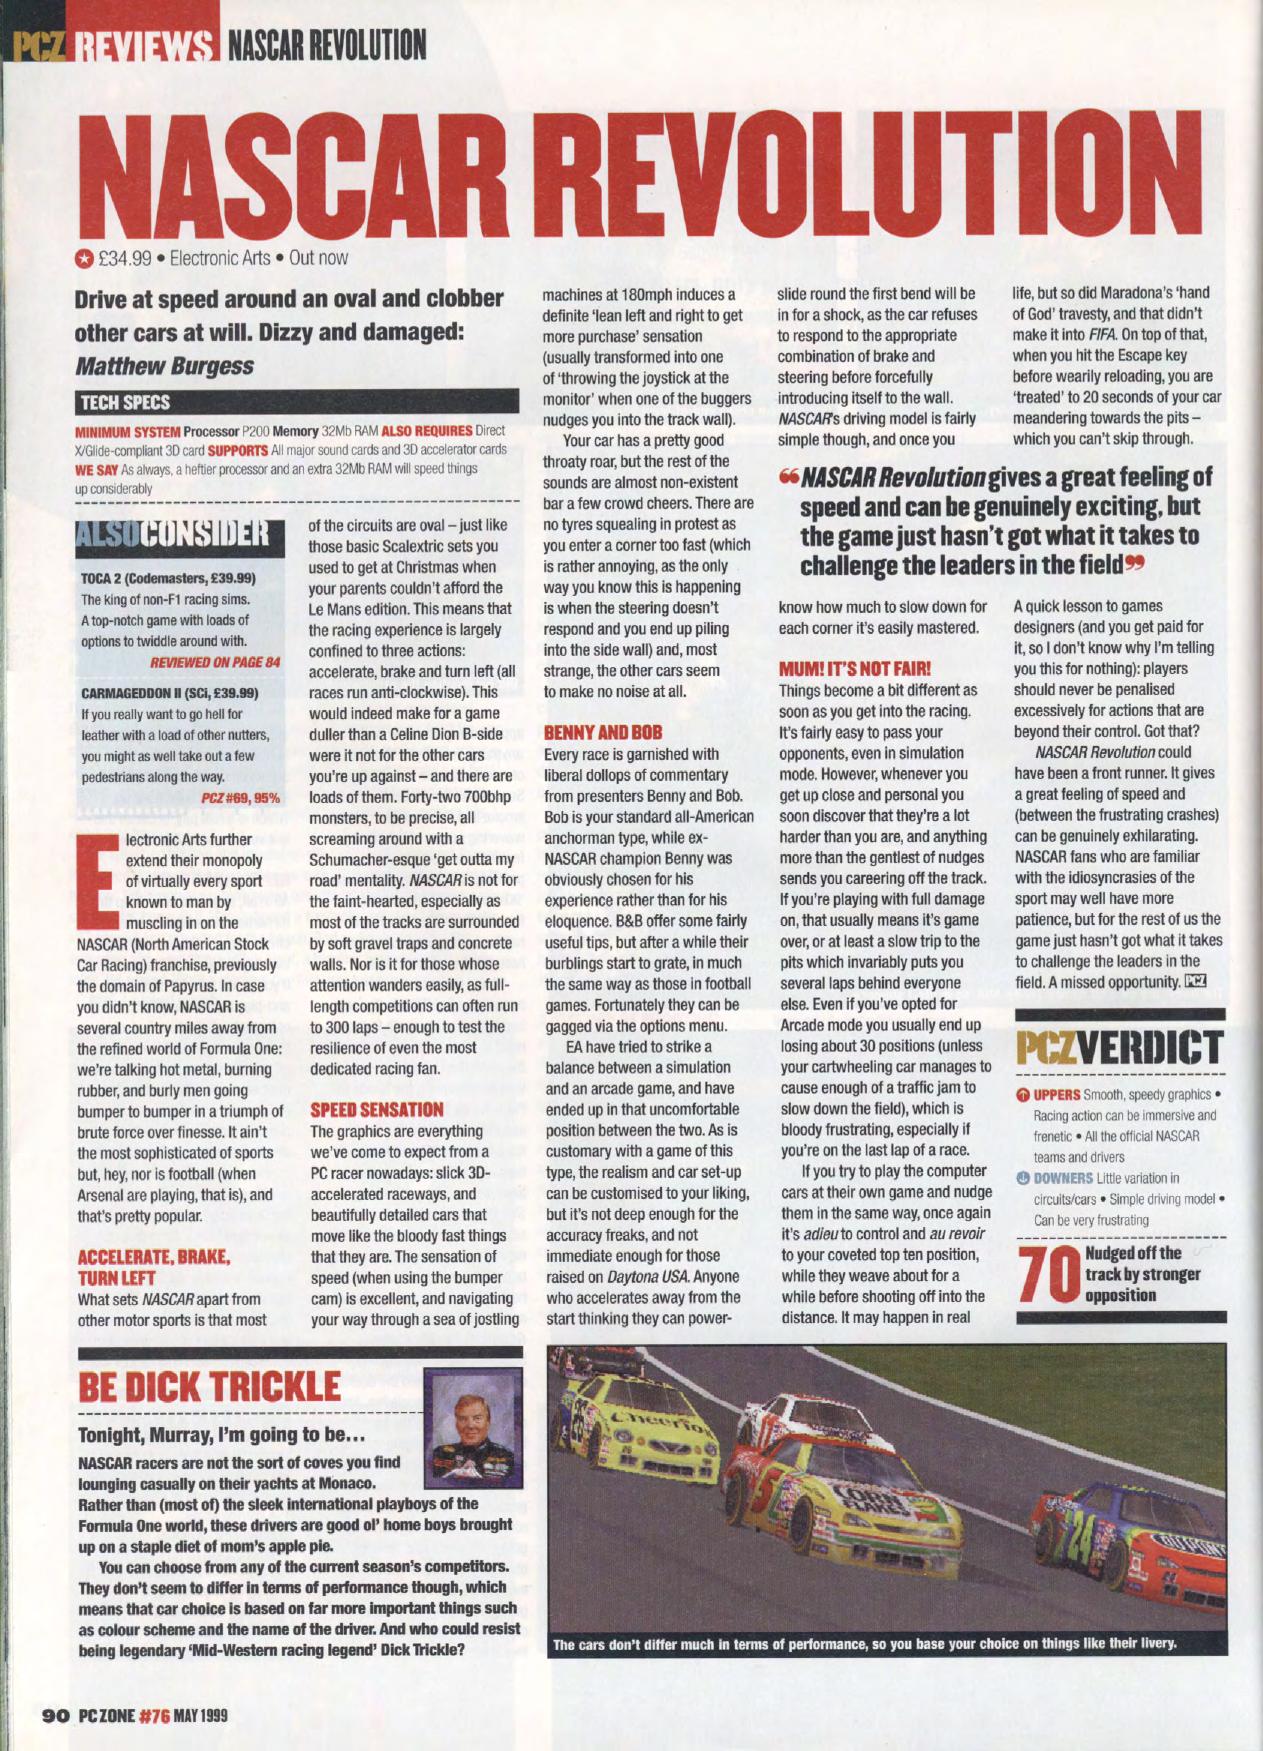 PCZ REVIEWS NASCAR REVOLUTION
NASCAR REVOLUTION
£34.99 • Electronic Arts • Out now
Drive at speed around an oval and clobber
other cars at will. Dizzy and damaged:
Matthew Burgess
TECH SPECS
MINIMUM SYSTEM Processor P200 Memory 32Mb RAM ALSO REQUIRES Direct
X/Glide-compliant 3D card SUPPORTS All major sound cards and 3D accelerator cards
WE SAY As always, a heftier processor and an extra 32Mb RAM will speed things
up considerably
ALSO CONSIDER
TOCA 2 (Codemasters, £39.99)
The king of non-F1 racing sims.
A top-notch game with loads of
options to twiddle around with.
REVIEWED ON PAGE 84
CARMAGEDDON II (SCi, £39.99)
If you really want to go hell for
leather with a load of other nutters,
you might as well take out a few
pedestrians along the way.
PCZ #69, 95%
Electronic Arts further
extend their monopoly
of virtually every sport
known to man by
muscling in on the
NASCAR (North American Stock
Car Racing) franchise, previously
the domain of Papyrus. In case
you didn't know, NASCAR is
several country miles away from
the refined world of Formula One:
we're talking hot metal, burning
rubber, and burly men going
bumper to bumper in a triumph of
brute force over finesse. It ain't
the most sophisticated of sports
but, hey, nor is football (when
Arsenal are playing, that is), and
that's pretty popular.
ACCELERATE, BRAKE,
TURN LEFT
What sets NASCAR apart from
other motor sports is that most
of the circuits are oval – just like
those basic Scalextric sets you
used to get at Christmas when
your parents couldn't afford the
Le Mans edition. This means that
the racing experience is largely
confined to three actions:
accelerate, brake and turn left (all
races run anti-clockwise). This
would indeed make for a game
duller than a Celine Dion B-side
were it not for the other cars
you're up against – and there are
loads of them. Forty-two 700bhp
monsters, to be precise, all
screaming around with a
Schumacher-esque 'get outta my
road' mentality. NASCAR is not for
the faint-hearted, especially as
most of the tracks are surrounded
by soft gravel traps and concrete
walls. Nor is it for those whose
attention wanders easily, as full-
length competitions can often run
to 300 laps – enough to test the
resilience of even the most
dedicated racing fan.
SPEED SENSATION
The graphics are everything
we've come to expect from a
PC racer nowadays: slick 3D-
accelerated raceways, and
beautifully detailed cars that
move like the bloody fast things
that they are. The sensation of
speed (when using the bumper
cam) is excellent, and navigating
your way through a sea of jostling
machines at 180mph induces a
definite 'lean left and right to get
more purchase' sensation
(usually transformed into one
of 'throwing the joystick at the
monitor' when one of the buggers
nudges you into the track wall).
Your car has a pretty good
throaty roar, but the rest of the
sounds are almost non-existent
bar a few crowd cheers. There are
no tyres squealing in protest as
you enter a corner too fast (which
is rather annoying, as the only
way you know this is happening
is when the steering doesn't
respond and you end up piling
into the side wall) and, most
strange, the other cars seem
to make no noise at all.
BENNY AND BOB
Every race is garnished with
liberal dollops of commentary
from presenters Benny and Bob.
Bob is your standard all-American
anchorman type, while ex-
NASCAR champion Benny was
obviously chosen for his
experience rather than for his
eloquence. B&B offer some fairly
useful tips, but after a while their
burblings start to grate, in much
the same way as those in football
games. Fortunately they can be
gagged via the options menu.
EA have tried to strike a
balance between a simulation
and an arcade game, and have
ended up in that uncomfortable
position between the two. As is
customary with a game of this
type, the realism and car set-up
can be customised to your liking,
but it's not deep enough for the
accuracy freaks, and not
immediate enough for those
raised on Daytona USA. Anyone
who accelerates away from the
start thinking they can power-
slide round the first bend will be
in for a shock, as the car refuses
to respond to the appropriate
combination of brake and
steering before forcefully
introducing itself to the wall.
NASCAR's driving model is fairly
simple though, and once you
“NASCAR Revolution gives a great feeling of
speed and can be genuinely exciting, but
the game just hasn't got what it takes to
challenge the leaders in the field”
know how much to slow down for
each corner it's easily mastered.
MUM! IT'S NOT FAIR!
Things become a bit different as
soon as you get into the racing.
It's fairly easy to pass your
opponents, even in simulation
mode. However, whenever you
get up close and personal you
soon discover that they're a lot
harder than you are, and anything
more than the gentlest of nudges
sends you careering off the track.
If you're playing with full damage
on, that usually means it's game
over, or at least a slow trip to the
pits which invariably puts you
several laps behind everyone
else. Even if you've opted for
Arcade mode you usually end up
losing about 30 positions (unless
your cartwheeling car manages to
cause enough of a traffic jam to
slow down the field), which is
bloody frustrating, especially if
you're on the last lap of a race.
If you try to play the computer
cars at their own game and nudge
them in the same way, once again
it's adieu to control and au revoir
to your coveted top ten position,
while they weave about for a
while before shooting off into the
distance. It may happen in real
life, but so did Maradona's 'hand
of God' travesty, and that didn't
make it into FIFA. On top of that,
when you hit the Escape key
before wearily reloading, you are
'treated' to 20 seconds of your car
meandering towards the pits –
which you can't skip through.
A quick lesson to games
designers (and you get paid for
it, so I don't know why I'm telling
you this for nothing): players
should never be penalised
excessively for actions that are
beyond their control. Got that?
NASCAR Revolution could
have been a front runner. It gives
a great feeling of speed and
(between the frustrating crashes)
can be genuinely exhilarating.
NASCAR fans who are familiar
with the idiosyncrasies of the
sport may well have more
patience, but for the rest of us the
game just hasn't got what it takes
to challenge the leaders in the
field. A missed opportunity. PCZ
PCZ VERDICT
UPPERS Smooth, speedy graphics •
Racing action can be immersive and
frenetic • All the official NASCAR
teams and drivers
DOWNERS Little variation in
circuits/cars • Simple driving model •
Can be very frustrating
70 Nudged off the
track by stronger
opposition
BE DICK TRICKLE
Tonight, Murray, I'm going to be...
NASCAR racers are not the sort of coves you find
lounging casually on their yachts at Monaco.
Rather than (most of) the sleek international playboys of the
Formula One world, these drivers are good ol' home boys brought
up on a staple diet of mom's apple pie.
You can choose from any of the current season's competitors.
They don't seem to differ in terms of performance though, which
means that car choice is based on far more important things such
as colour scheme and the name of the driver. And who could resist
being legendary 'Mid-Western racing legend' Dick Trickle?
Cheerios
CORN
FLAKES
24
DUPONT
The cars don't differ much in terms of performance, so you base your choice on things like their livery.
90 PC ZONE #76 MAY 1999